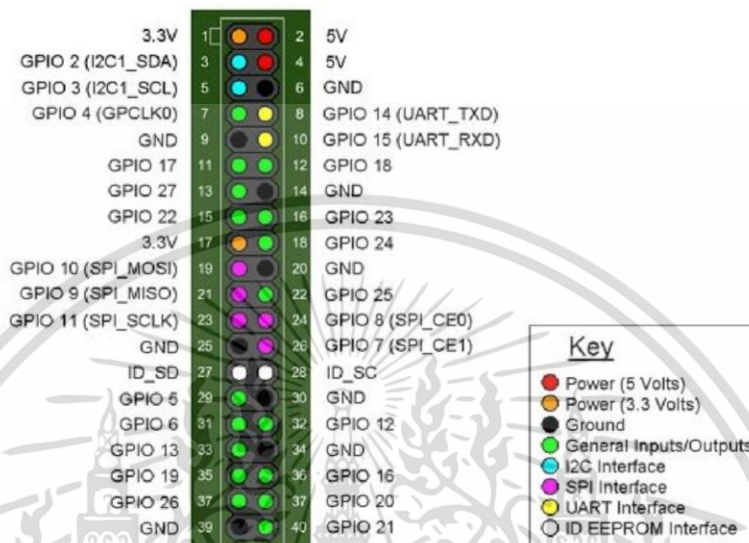 3.3V 1 2 5V
GPIO 2 (I2C1_SDA) 3 4 5V
GPIO 3 (I2C1_SCL) 5 6 GND
GPIO 4 (GPCLK0) 7 8 GPIO 14 (UART_TXD)
GND 9 10 GPIO 15 (UART_RXD)
GPIO 17 11 12 GPIO 18
GPIO 27 13 14 GND
GPIO 22 15 16 GPIO 23
3.3V 17 18 GPIO 24
GPIO 10 (SPI_MOSI) 19 20 GND
GPIO 9 (SPI_MISO) 21 22 GPIO 25
GPIO 11 (SPI_SCLK) 23 24 GPIO 8 (SPI_CE0)
GND 25 26 GPIO 7 (SPI_CE1)
ID_SD 27 28 ID_SC
GPIO 5 29 30 GND
GPIO 6 31 32 GPIO 12
GPIO 13 33 34 GND
GPIO 19 35 36 GPIO 16
GPIO 26 37 37 GPIO 20
GND 39 40 GPIO 21
Key
Power (5 Volts)
Power (3.3 Volts)
Ground
General Inputs/Outputs
I2C Interface
SPI Interface
UART Interface
ID EEPROM Interface